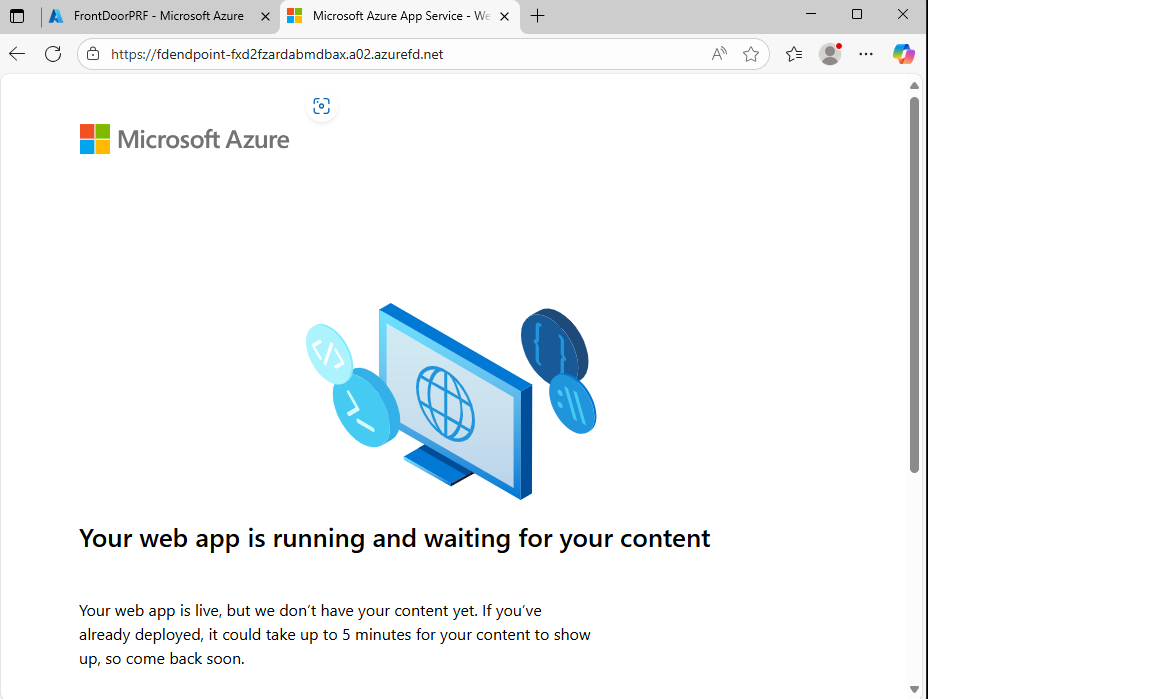 FrontDoorPRF - Microsoft Azure
Microsoft Azure App Service - We
https://fdendpoint-fxd2fzardabmdbax.a02.azurefd.net
Microsoft Azure
</>
>_
{ }
:\\
Your web app is running and waiting for your content
Your web app is live, but we don’t have your content yet. If you’ve
already deployed, it could take up to 5 minutes for your content to show
up, so come back soon.